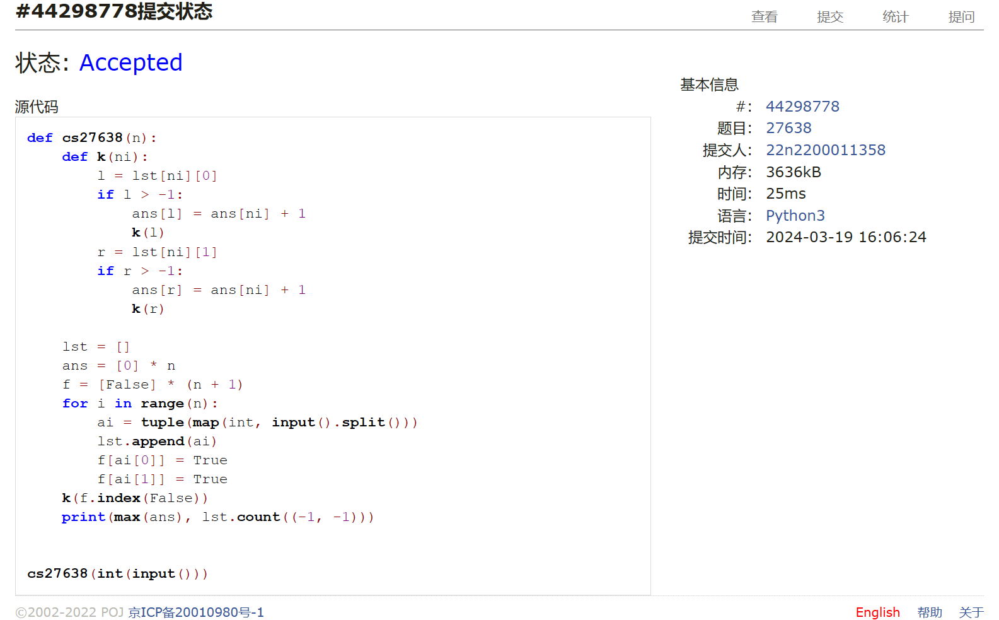 #44298778提交状态
查看 提交 统计 提问
状态: Accepted
源代码
def cs27638(n):
    def k(ni):
        l = lst[ni][0]
        if l > -1:
            ans[l] = ans[ni] + 1
            k(l)
        r = lst[ni][1]
        if r > -1:
            ans[r] = ans[ni] + 1
            k(r)
    lst = []
    ans = [0] * n
    f = [False] * (n + 1)
    for i in range(n):
        ai = tuple(map(int, input().split()))
        lst.append(ai)
        f[ai[0]] = True
        f[ai[1]] = True
    k(f.index(False))
    print(max(ans), lst.count((-1, -1)))
cs27638(int(input()))
基本信息
#: 44298778
题目: 27638
提交人: 22n2200011358
内存: 3636kB
时间: 25ms
语言: Python3
提交时间: 2024-03-19 16:06:24
©2002-2022 POJ 京ICP备20010980号-1
English 帮助 关于